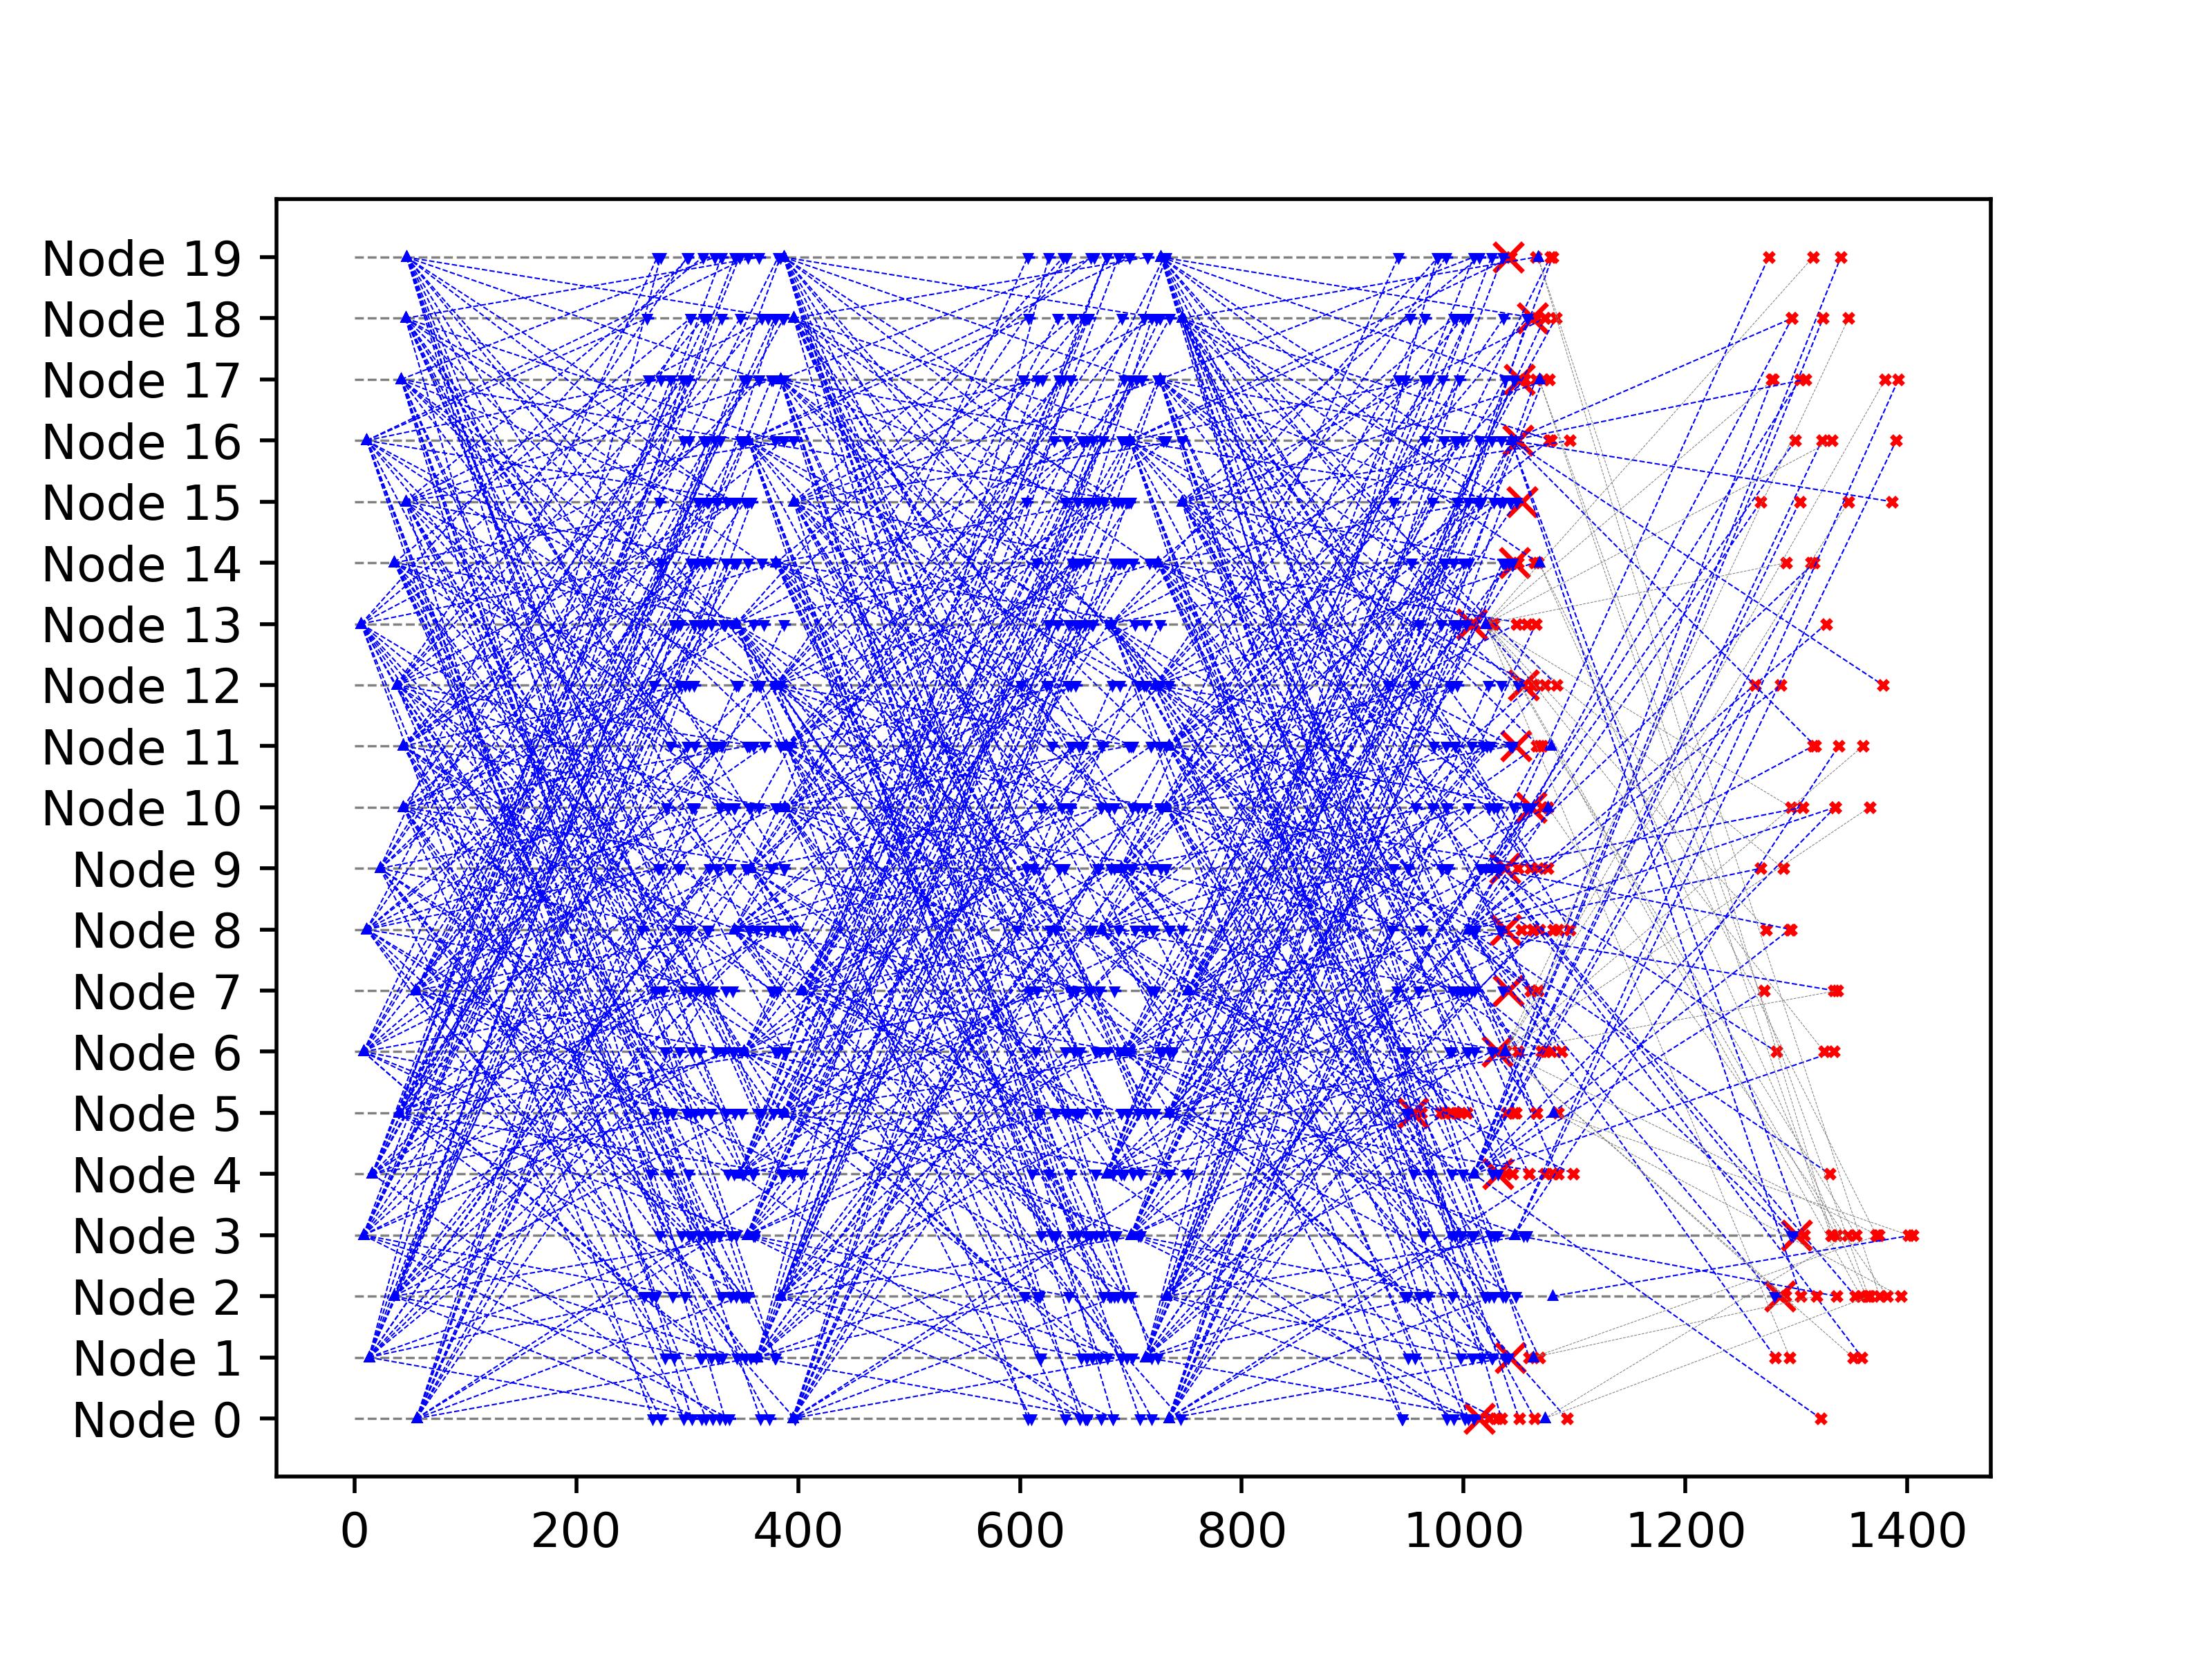 Node 19
Node 18
Node 17
Node 16
Node 15
Node 14
Node 13
Node 12
Node 11
Node 10
Node 9
Node 8
Node 7
Node 6
Node 5
Node 4
Node 3
Node 2
Node 1
Node 0
0 200 400 600 800 1000 1200 1400